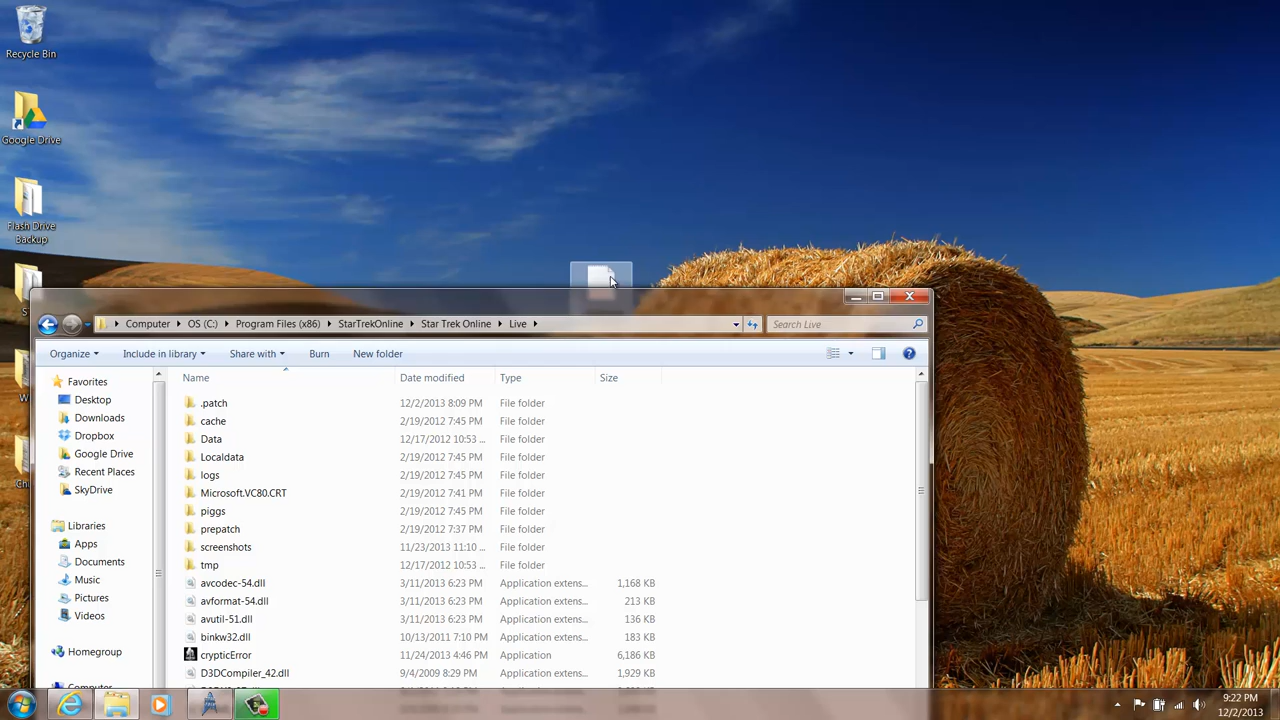 Recycle Bin
Google Drive
Flash Drive
Backup
Computer OS (C:) Program Files (x86) StarTrekOnline Star Trek Online Live
Search Live
Organize Include in library Share with Burn New folder
Name Date modified Type Size
Favorites
Desktop
Downloads
Dropbox
Google Drive
Recent Places
SkyDrive
Libraries
Apps
Documents
Music
Pictures
Videos
Homegroup
Computer
.patch 12/2/2013 8:09 PM File folder
cache 2/19/2012 7:45 PM File folder
Data 12/17/2012 10:53 ... File folder
Localdata 2/19/2012 7:45 PM File folder
logs 2/19/2012 7:45 PM File folder
Microsoft.VC80.CRT 2/19/2012 7:41 PM File folder
piggs 2/19/2012 7:45 PM File folder
prepatch 2/19/2012 7:37 PM File folder
screenshots 11/23/2013 11:10 ... File folder
tmp 12/17/2012 10:53 ... File folder
avcodec-54.dll 3/11/2013 6:23 PM Application extens... 1,168 KB
avformat-54.dll 3/11/2013 6:23 PM Application extens... 213 KB
avutil-51.dll 3/11/2013 6:23 PM Application extens... 136 KB
binkw32.dll 10/13/2011 7:10 PM Application extens... 183 KB
crypticError 11/24/2013 4:46 PM Application 6,186 KB
D3DCompiler_42.dll 9/4/2009 8:29 PM Application extens... 1,929 KB
9:22 PM
12/2/2013